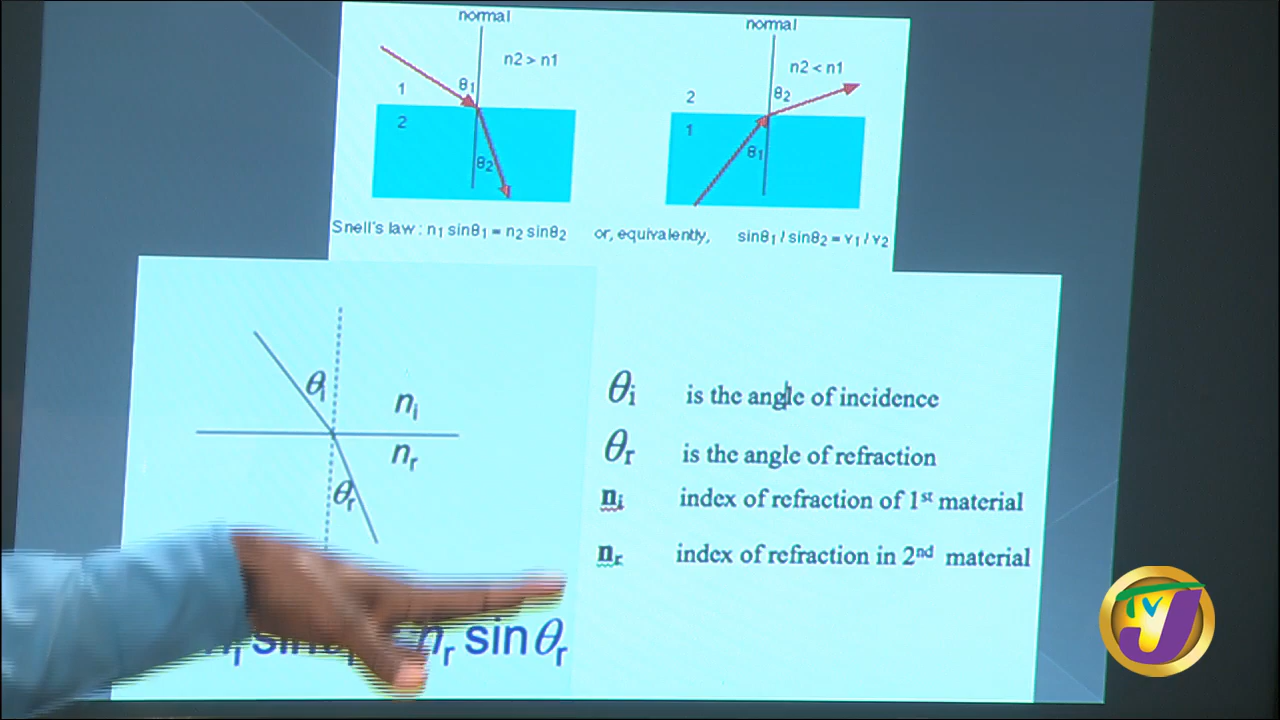 normal
normal
n2 > n1
n2 < n1
θ1
θ2
1
2
2
1
θ2
θ1
Snell's law : n1 sinθ1 = n2 sinθ2 or, equivalently, sinθ1 / sinθ2 = v1 / v2
θi
ni
nr
θr
θi is the angle of incidence
θr is the angle of refraction
ni index of refraction of 1st material
nr index of refraction in 2nd material
nr sinθr
TVJ